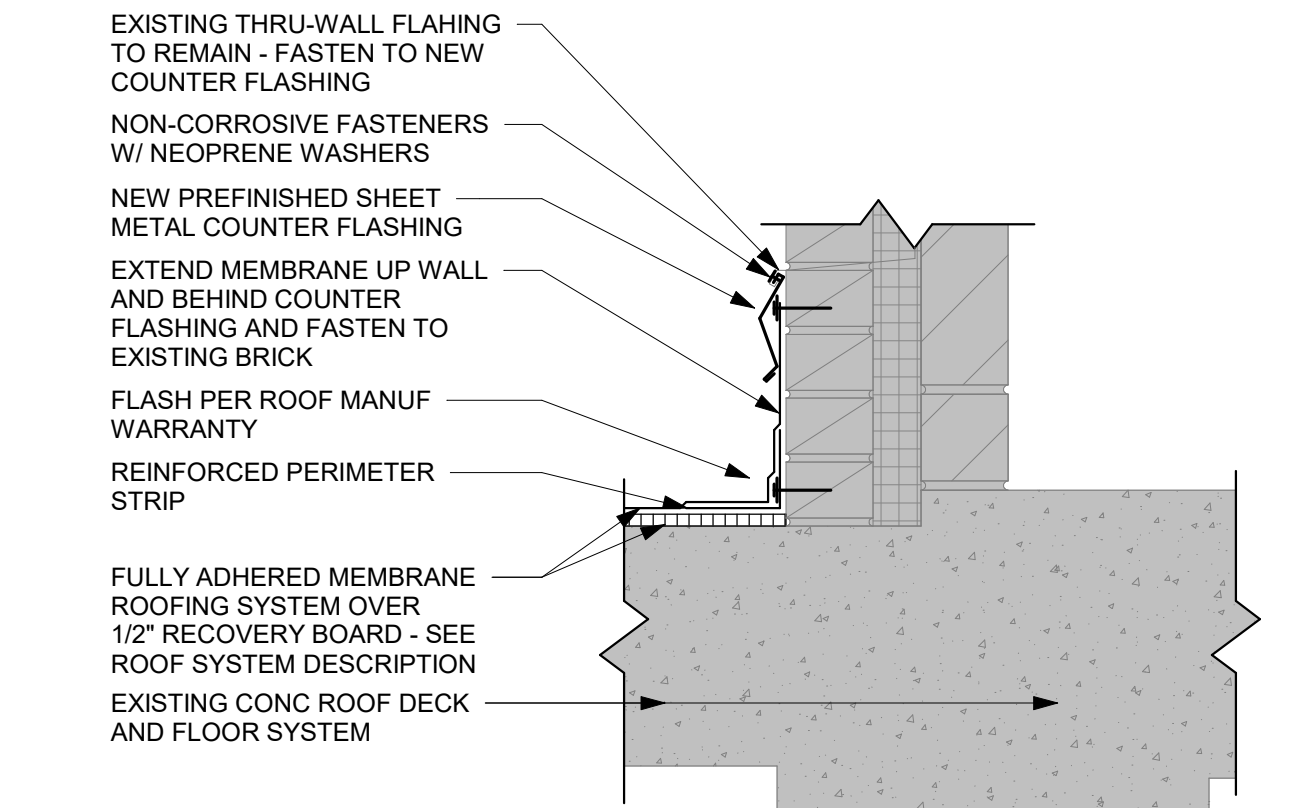 EXISTING THRU-WALL FLAHING
TO REMAIN - FASTEN TO NEW
COUNTER FLASHING
NON-CORROSIVE FASTENERS
W/ NEOPRENE WASHERS
NEW PREFINISHED SHEET
METAL COUNTER FLASHING
EXTEND MEMBRANE UP WALL
AND BEHIND COUNTER
FLASHING AND FASTEN TO
EXISTING BRICK
FLASH PER ROOF MANUF
WARRANTY
REINFORCED PERIMETER
STRIP
FULLY ADHERED MEMBRANE
ROOFING SYSTEM OVER
1/2" RECOVERY BOARD - SEE
ROOF SYSTEM DESCRIPTION
EXISTING CONC ROOF DECK
AND FLOOR SYSTEM